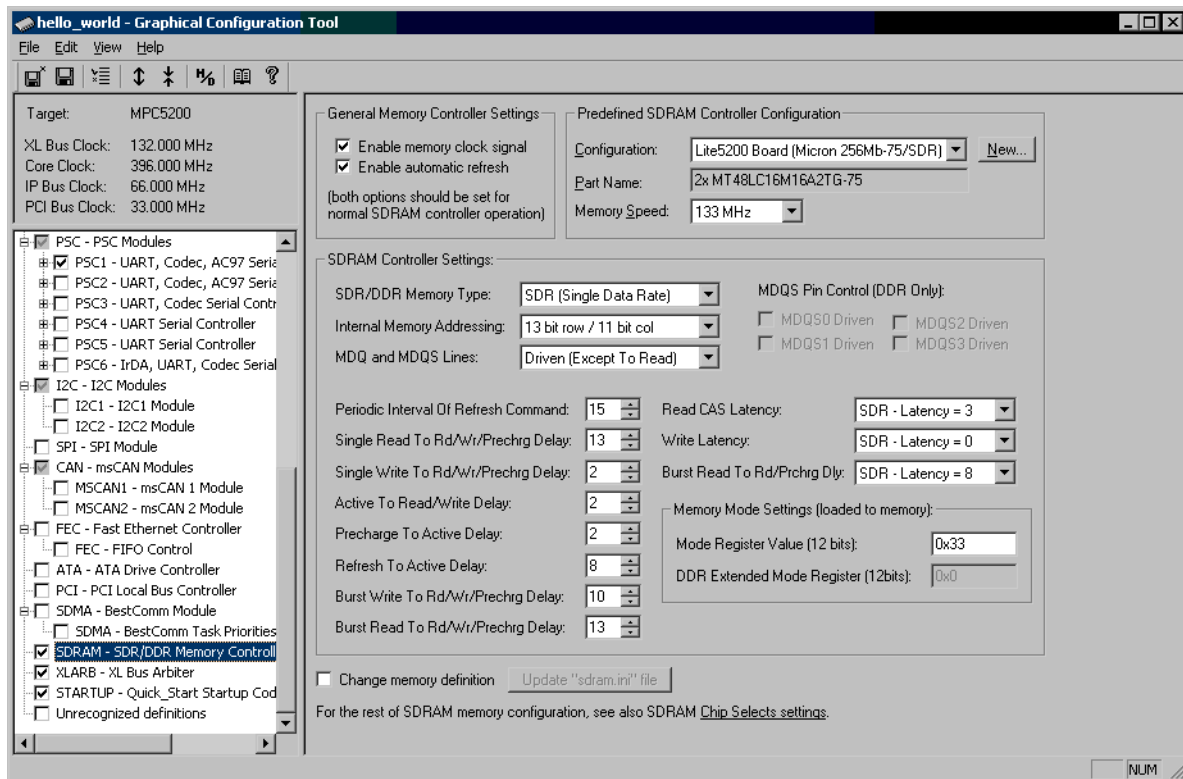 hello_world - Graphical Configuration Tool
File Edit View Help
H/D
Target: MPC5200
XL Bus Clock: 132.000 MHz
Core Clock: 396.000 MHz
IP Bus Clock: 66.000 MHz
PCI Bus Clock: 33.000 MHz
PSC - PSC Modules
PSC1 - UART, Codec, AC97 Seria
PSC2 - UART, Codec, AC97 Seria
PSC3 - UART, Codec Serial Contr
PSC4 - UART Serial Controller
PSC5 - UART Serial Controller
PSC6 - IrDA, UART, Codec Serial
I2C - I2C Modules
I2C1 - I2C1 Module
I2C2 - I2C2 Module
SPI - SPI Module
CAN - msCAN Modules
MSCAN1 - msCAN 1 Module
MSCAN2 - msCAN 2 Module
FEC - Fast Ethernet Controller
FEC - FIFO Control
ATA - ATA Drive Controller
PCI - PCI Local Bus Controller
SDMA - BestComm Module
SDMA - BestComm Task Priorities
SDRAM - SDR/DDR Memory Controll
XLARB - XL Bus Arbiter
STARTUP - Quick_Start Startup Cod
Unrecognized definitions
General Memory Controller Settings
Enable memory clock signal
Enable automatic refresh
(both options should be set for
normal SDRAM controller operation)
Predefined SDRAM Controller Configuration
Configuration: Lite5200 Board (Micron 256Mb-75/SDR) New...
Part Name: 2x MT48LC16M16A2TG-75
Memory Speed: 133 MHz
SDRAM Controller Settings:
SDR/DDR Memory Type: SDR (Single Data Rate)
Internal Memory Addressing: 13 bit row / 11 bit col
MDQ and MDQS Lines: Driven (Except To Read)
MDQS Pin Control (DDR Only):
MDQS0 Driven MDQS2 Driven
MDQS1 Driven MDQS3 Driven
Periodic Interval Of Refresh Command: 15
Single Read To Rd/Wr/Prechrg Delay: 13
Single Write To Rd/Wr/Prechrg Delay: 2
Active To Read/Write Delay: 2
Precharge To Active Delay: 2
Refresh To Active Delay: 8
Burst Write To Rd/Wr/Prechrg Delay: 10
Burst Read To Rd/Wr/Prechrg Delay: 13
Read CAS Latency: SDR - Latency = 3
Write Latency: SDR - Latency = 0
Burst Read To Rd/Prchrg Dly: SDR - Latency = 8
Memory Mode Settings (loaded to memory):
Mode Register Value (12 bits): 0x33
DDR Extended Mode Register (12bits): 0x0
Change memory definition Update "sdram.ini" file
For the rest of SDRAM memory configuration, see also SDRAM Chip Selects settings.
NUM